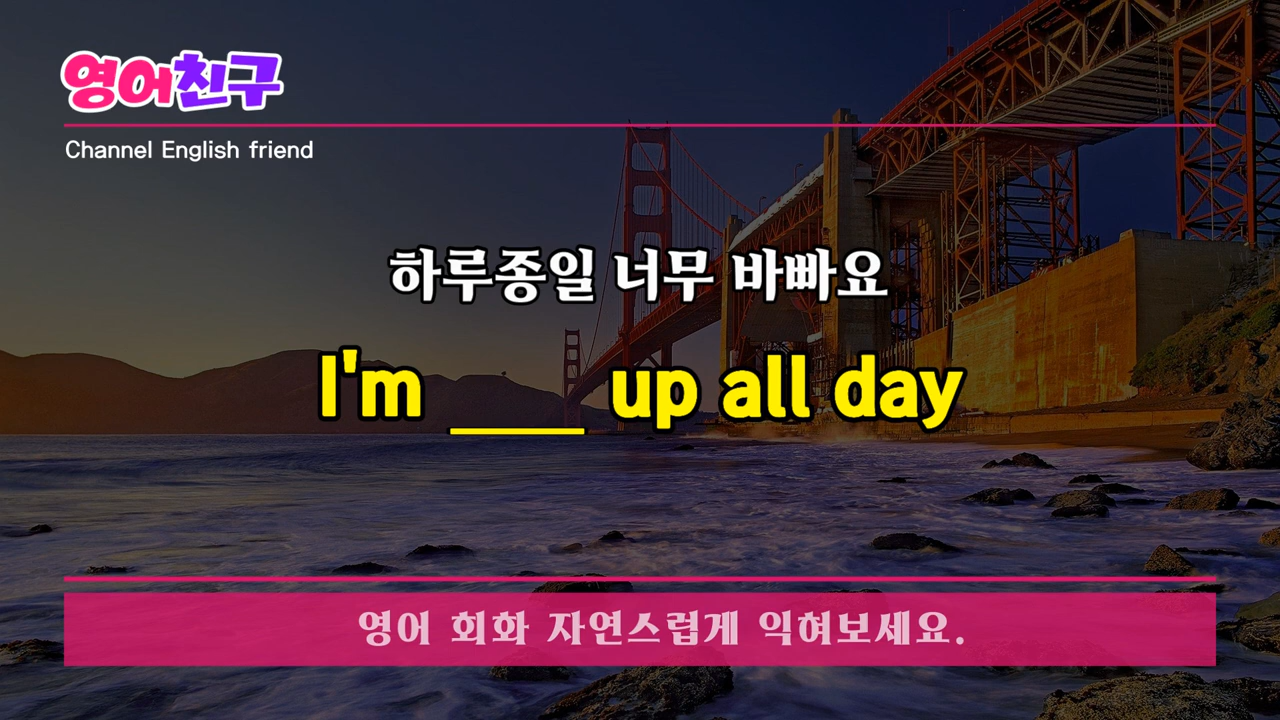 영어친구
Channel English friend
하루종일 너무 바빠요
I'm ____ up all day
영어 회화 자연스럽게 익혀보세요.